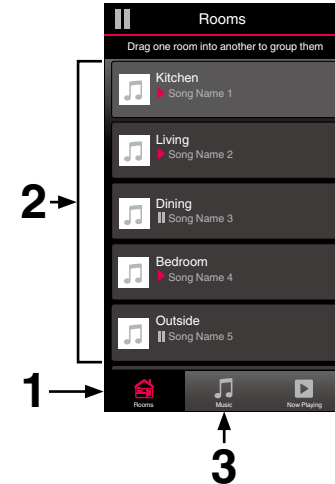 Rooms
Drag one room into another to group them
Kitchen
Song Name 1
Living
Song Name 2
2
Dining
Song Name 3
Bedroom
Song Name 4
Outside
Song Name 5
1
Rooms
Music
Now Playing
3